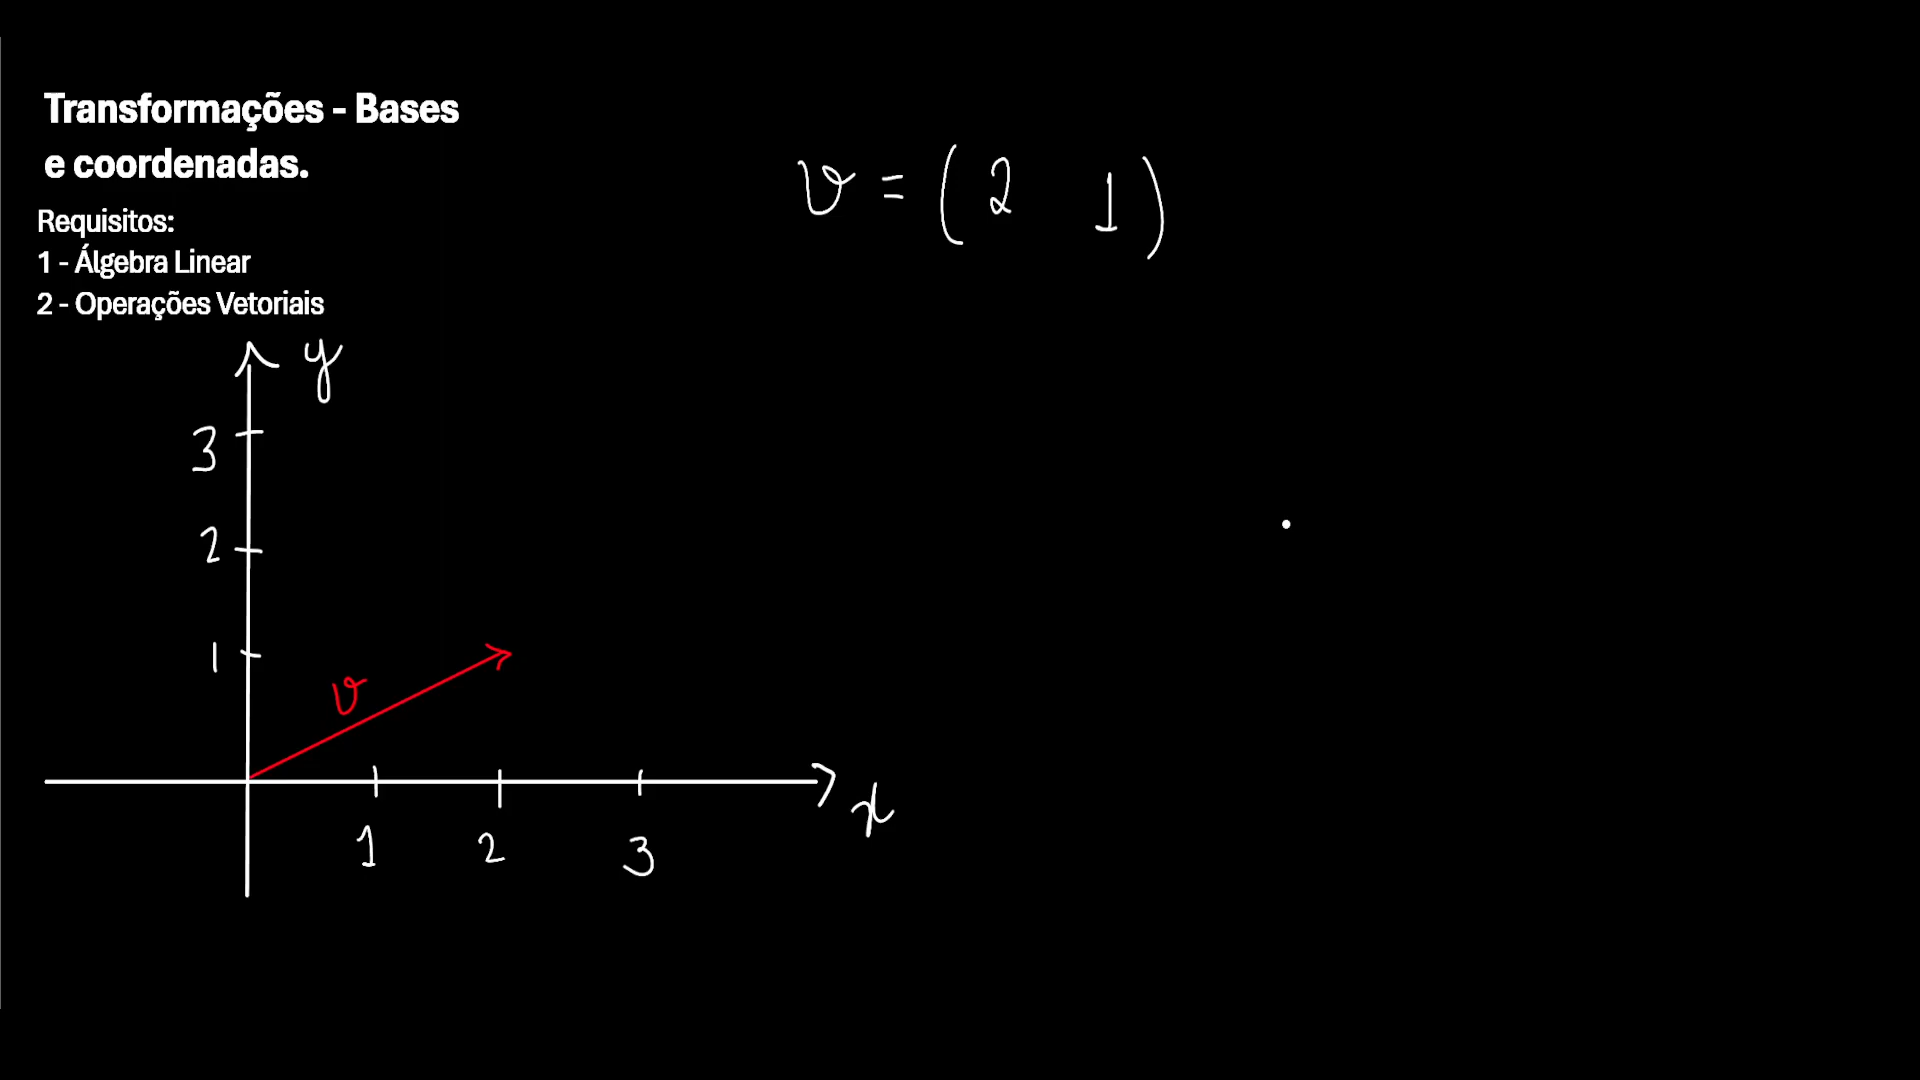 Transformações - Bases
e coordenadas.
Requisitos:
1 - Álgebra Linear
2 - Operações Vetoriais
v = ( 2 1 )
y
3
2
1
v
x
1 2 3